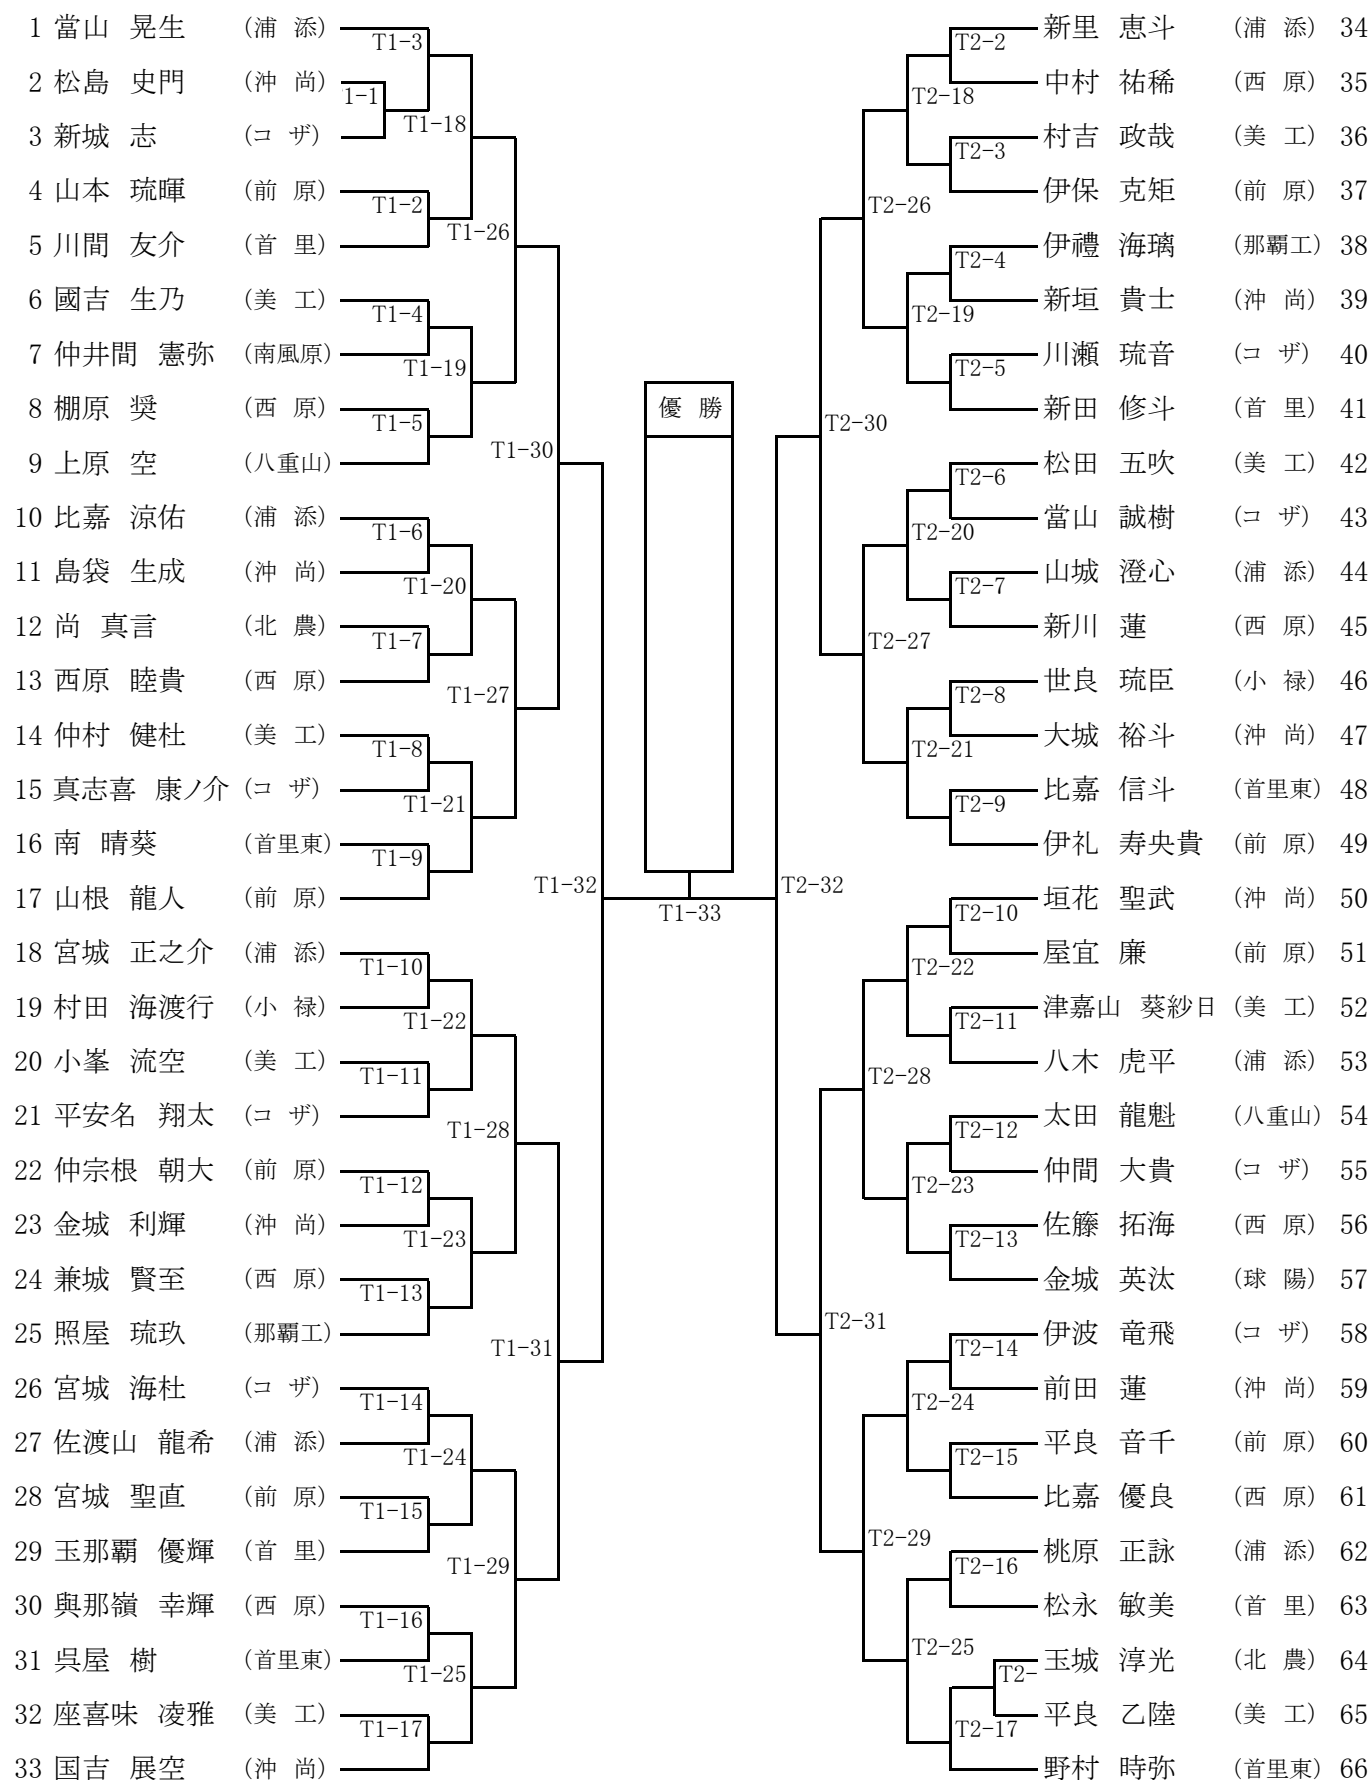 1 當山 晃生 (浦 添)
T1-3
2 松島 史門 (沖 尚)
1-1
T1-18
3 新城 志 (コ ザ)
4 山本 琉暉 (前 原)
T1-2
T1-26
5 川間 友介 (首 里)
6 國吉 生乃 (美 工)
T1-4
7 仲井間 憲弥 (南風原)
T1-19
8 棚原 奨 (西 原)
T1-5
T1-30
9 上原 空 (八重山)
10 比嘉 涼佑 (浦 添)
T1-6
11 島袋 生成 (沖 尚)
T1-20
12 尚 真言 (北 農)
T1-7
13 西原 睦貴 (西 原)
T1-27
14 仲村 健杜 (美 工)
T1-8
15 真志喜 康ノ介 (コ ザ)
T1-21
16 南 晴葵 (首里東)
T1-9
17 山根 龍人 (前 原)
T1-32
18 宮城 正之介 (浦 添)
T1-10
19 村田 海渡行 (小 禄)
T1-22
20 小峯 流空 (美 工)
T1-11
21 平安名 翔太 (コ ザ)
T1-28
22 仲宗根 朝大 (前 原)
T1-12
23 金城 利輝 (沖 尚)
T1-23
24 兼城 賢至 (西 原)
T1-13
25 照屋 琉玖 (那覇工)
T1-31
26 宮城 海杜 (コ ザ)
T1-14
27 佐渡山 龍希 (浦 添)
T1-24
28 宮城 聖直 (前 原)
T1-15
29 玉那覇 優輝 (首 里)
T1-29
30 與那嶺 幸輝 (西 原)
T1-16
31 呉屋 樹 (首里東)
T1-25
32 座喜味 凌雅 (美 工)
T1-17
33 国吉 展空 (沖 尚)
優 勝
T1-33
新里 恵斗 (浦 添) 34
T2-2
中村 祐稀 (西 原) 35
T2-18
村吉 政哉 (美 工) 36
T2-3
伊保 克矩 (前 原) 37
T2-26
伊禮 海璃 (那覇工) 38
T2-4
新垣 貴士 (沖 尚) 39
T2-19
川瀬 琉音 (コ ザ) 40
T2-5
新田 修斗 (首 里) 41
T2-30
松田 五吹 (美 工) 42
T2-6
當山 誠樹 (コ ザ) 43
T2-20
山城 澄心 (浦 添) 44
T2-7
新川 蓮 (西 原) 45
T2-27
世良 琉臣 (小 禄) 46
T2-8
大城 裕斗 (沖 尚) 47
T2-21
比嘉 信斗 (首里東) 48
T2-9
伊礼 寿央貴 (前 原) 49
T2-32
垣花 聖武 (沖 尚) 50
T2-10
屋宜 廉 (前 原) 51
T2-22
津嘉山 葵紗日 (美 工) 52
T2-11
八木 虎平 (浦 添) 53
T2-28
太田 龍魁 (八重山) 54
T2-12
仲間 大貴 (コ ザ) 55
T2-23
佐籐 拓海 (西 原) 56
T2-13
金城 英汰 (球 陽) 57
T2-31
伊波 竜飛 (コ ザ) 58
T2-14
前田 蓮 (沖 尚) 59
T2-24
平良 音千 (前 原) 60
T2-15
比嘉 優良 (西 原) 61
T2-29
桃原 正詠 (浦 添) 62
T2-16
松永 敏美 (首 里) 63
T2-25
玉城 淳光 (北 農) 64
T2-
平良 乙陸 (美 工) 65
T2-17
野村 時弥 (首里東) 66